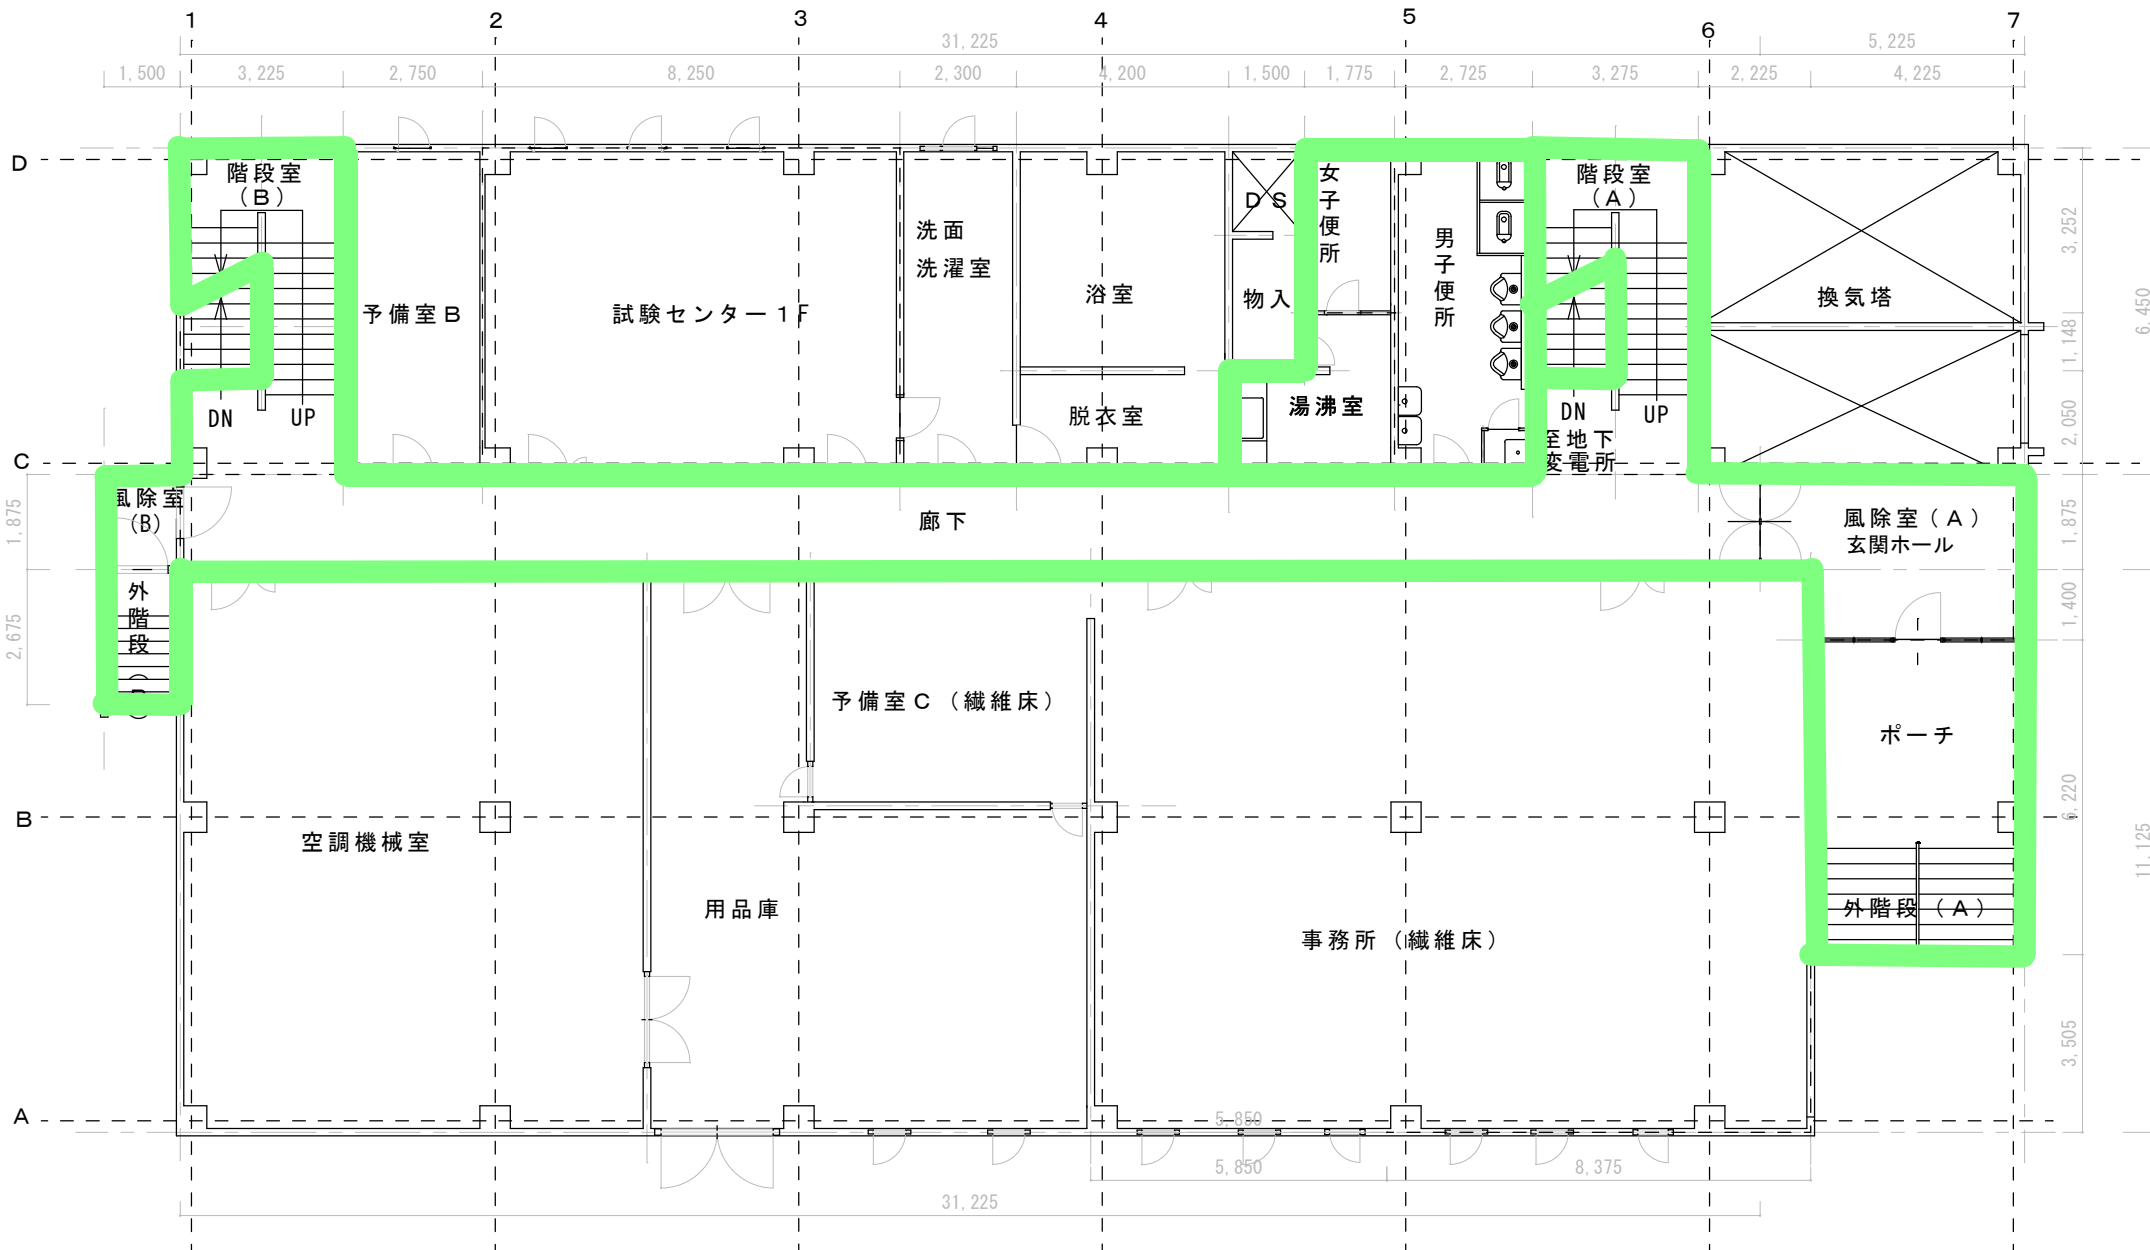 1
2
3
4
5
6
7
31,225
5,225
1,500
3,225
2,750
8,250
2,300
4,200
1,500
1,775
2,725
3,275
2,225
4,225
D
C
B
A
階段室
（B）
DN
UP
予備室B
試験センター1F
洗面
洗濯室
浴室
脱衣室
DS
物入
女子便所
湯沸室
男子便所
階段室
（A）
DN
UP
至地下
変電所
換気塔
3,252
1,148
2,050
6,450
風除室
（B）
廊下
風除室（A）
玄関ホール
1,875
2,675
1,875
1,400
6,220
11,125
3,505
外階段
予備室C（繊維床）
ポーチ
空調機械室
用品庫
事務所（繊維床）
外階段（A）
5,850
5,850
8,375
31,225